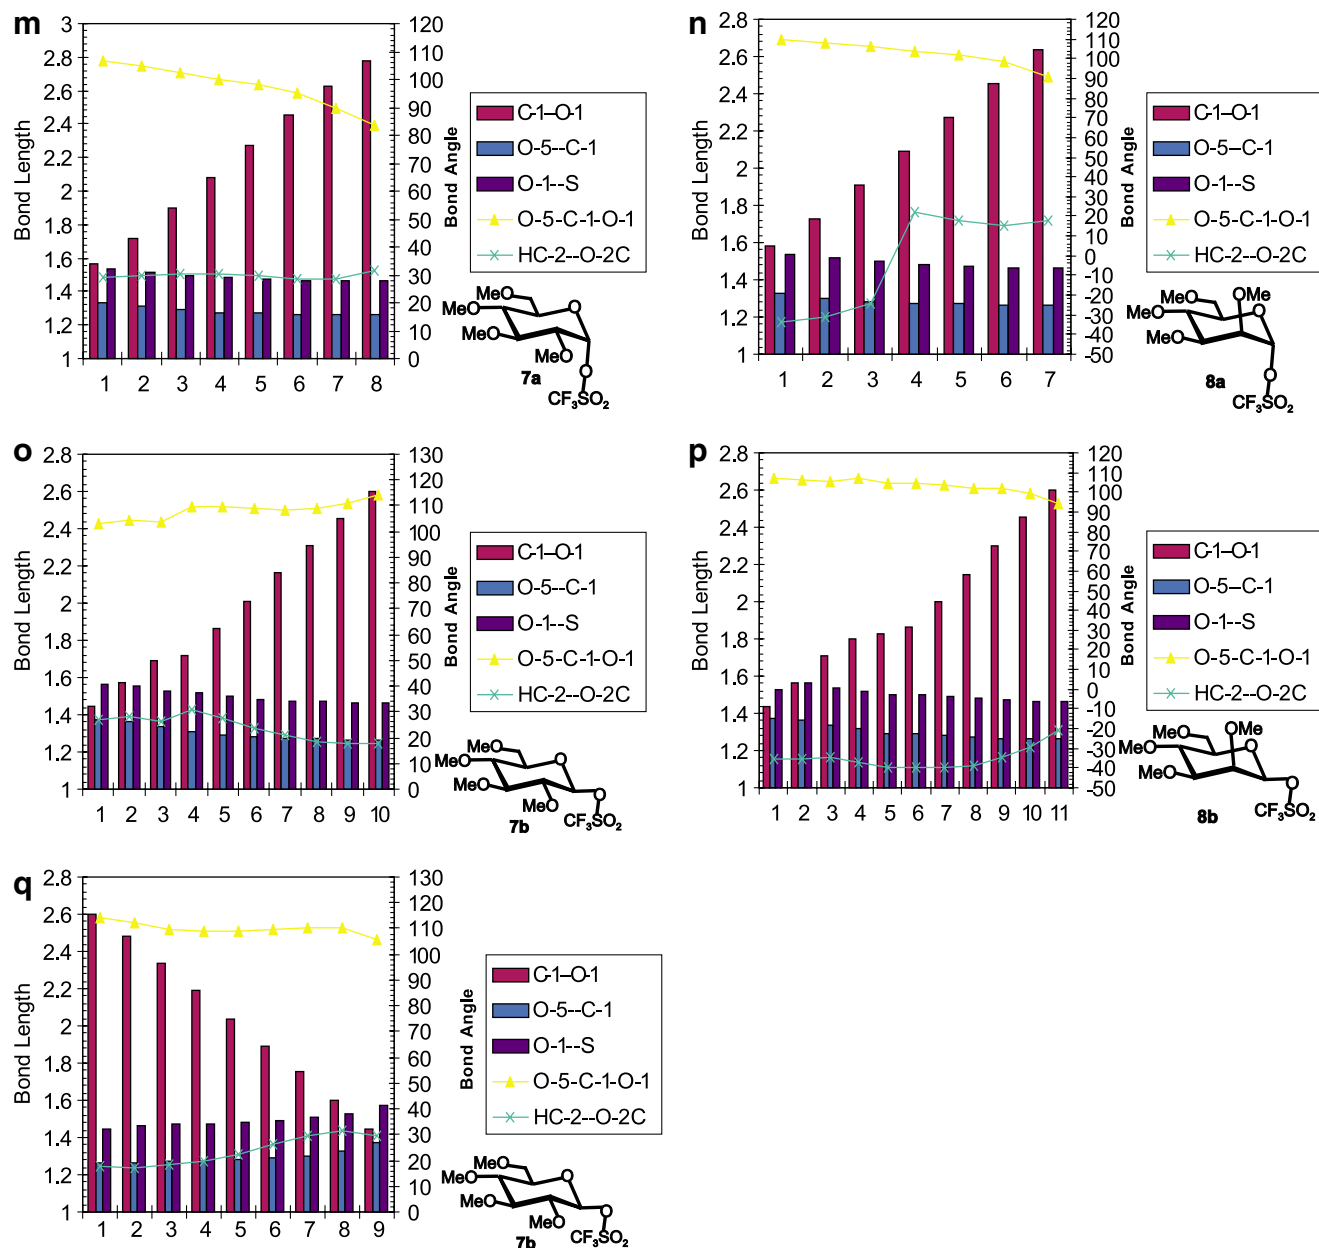 m
3
2.8
2.6
2.4
2.2
2
1.8
1.6
1.4
1.2
1
Bond Length
120
110
100
90
80
70
60
50
40
30
20
10
0
Bond Angle
1 2 3 4 5 6 7 8
C-1–O-1
O-5--C-1
O-1--S
O-5-C-1-O-1
HC-2--O-2C
MeO
MeO
MeO
MeO
O
O
CF3SO2
7a
n
2.8
2.6
2.4
2.2
2
1.8
1.6
1.4
1.2
1
Bond Length
120
110
100
90
80
70
60
50
40
30
20
10
0
-10
-20
-30
-40
-50
Bond Angle
1 2 3 4 5 6 7
C-1–O-1
O-5--C-1
O-1--S
O-5-C-1-O-1
HC-2--O-2C
MeO
OMe
MeO
MeO
O
O
CF3SO2
8a
o
2.8
2.6
2.4
2.2
2
1.8
1.6
1.4
1.2
1
Bond Length
130
120
110
100
90
80
70
60
50
40
30
20
10
0
Bond Angle
1 2 3 4 5 6 7 8 9 10
C-1–O-1
O-5--C-1
O-1--S
O-5-C-1-O-1
HC-2--O-2C
MeO
MeO
MeO
MeO
O
O
CF3SO2
7b
p
2.8
2.6
2.4
2.2
2
1.8
1.6
1.4
1.2
1
Bond Length
120
110
100
90
80
70
60
50
40
30
20
10
0
-10
-20
-30
-40
-50
Bond Angle
1 2 3 4 5 6 7 8 9 10 11
C-1–O-1
O-5--C-1
O-1--S
O-5-C-1-O-1
HC-2--O-2C
MeO
OMe
MeO
MeO
O
O
CF3SO2
8b
q
2.8
2.6
2.4
2.2
2
1.8
1.6
1.4
1.2
1
Bond Length
130
120
110
100
90
80
70
60
50
40
30
20
10
0
Bond Angle
1 2 3 4 5 6 7 8 9
C-1–O-1
O-5--C-1
O-1--S
O-5-C-1-O-1
HC-2--O-2C
MeO
MeO
MeO
MeO
O
O
CF3SO2
7b